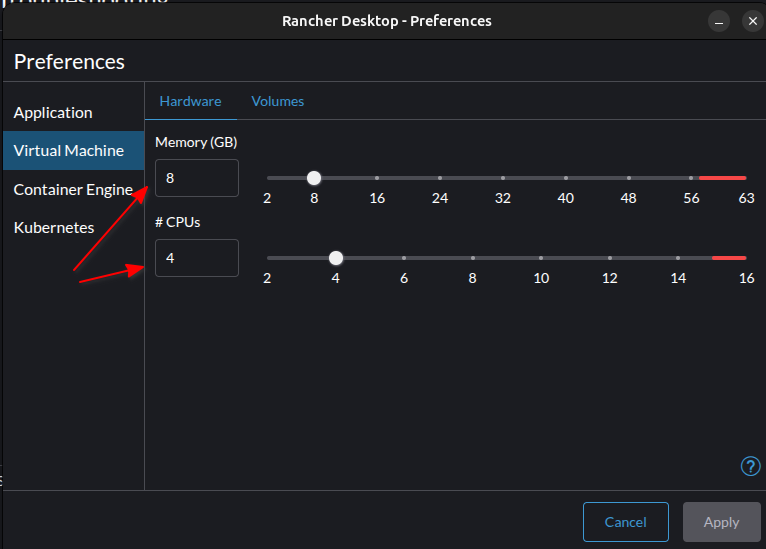 Rancher Desktop - Preferences
Preferences
Application
Virtual Machine
Container Engine
Kubernetes
Hardware Volumes
Memory (GB)
8
2 8 16 24 32 40 48 56 63
# CPUs
4
2 4 6 8 10 12 14 16
?
Cancel Apply